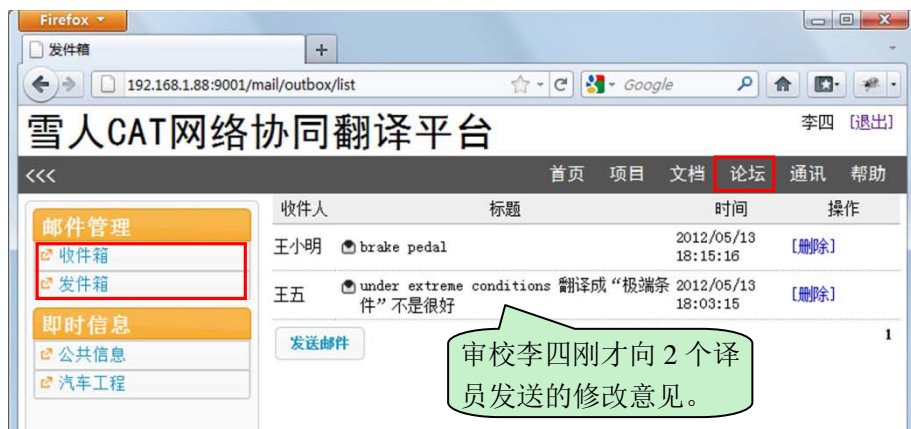 Firefox
发件箱
192.168.1.88:9001/mail/outbox/list
Google
雪人CAT网络协同翻译平台
李四 [退出]
<<<
首页 项目 文档 论坛 通讯 帮助
邮件管理
收件箱
发件箱
即时信息
公共信息
汽车工程
收件人 标题 时间 操作
王小明 brake pedal 2012/05/13 [删除]
18:15:16
王五 under extreme conditions 翻译成“极端条 2012/05/13 [删除]
件”不是很好 18:03:15
发送邮件 1
审校李四刚才向 2 个译
员发送的修改意见。